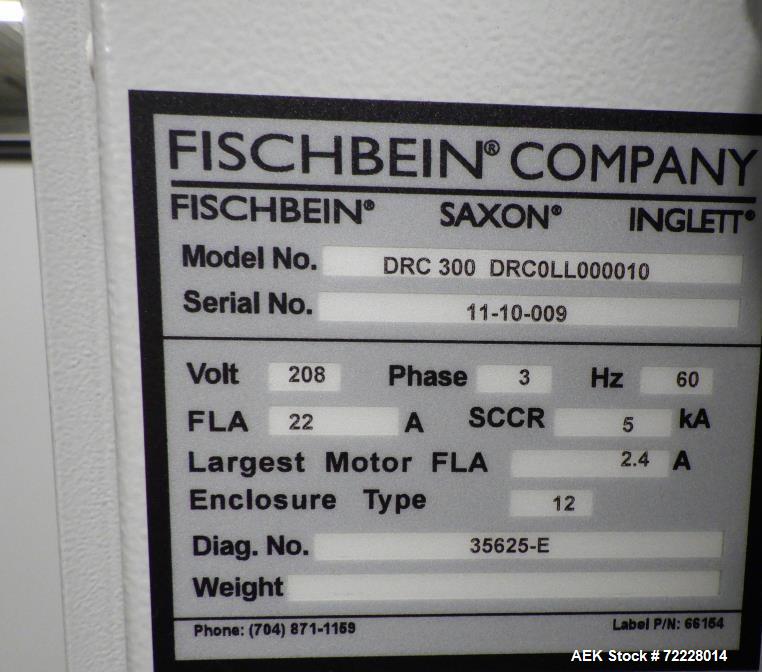 FISCHBEIN® COMPANY
FISCHBEIN® SAXON® INGLETT®
Model No. DRC 300 DRC0LL000010
Serial No. 11-10-009
Volt 208 Phase 3 Hz 60
FLA 22 A SCCR 5 kA
Largest Motor FLA 2.4 A
Enclosure Type 12
Diag. No. 35625-E
Weight
Phone: (704) 871-1159 Label P/N: 66154
AEK Stock # 72228014